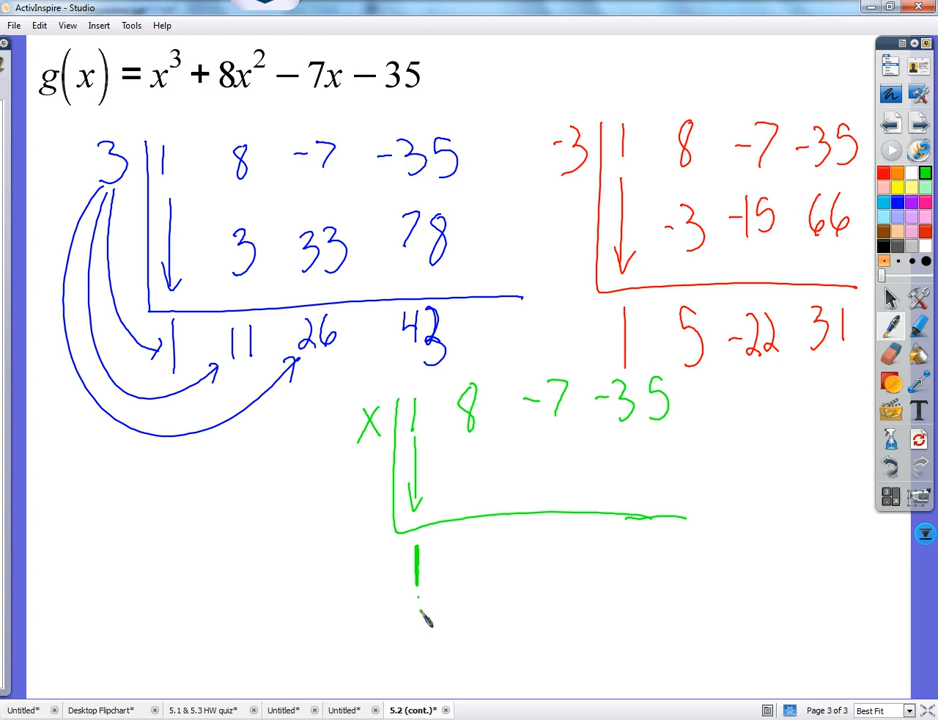 ActivInspire - Studio
File Edit View Insert Tools Help
g(x) = x³ + 8x² − 7x − 35
3 1 8 -7 -35
3 33 78
1 11 26 43
-3 1 8 -7 -35
-3 -15 66
1 5 -22 31
x 1 8 -7 -35
1
Untitled* Desktop Flipchart* 5.1 & 5.3 HW quiz* Untitled* Untitled* 5.2 (cont.)* Page 3 of 3 Best Fit